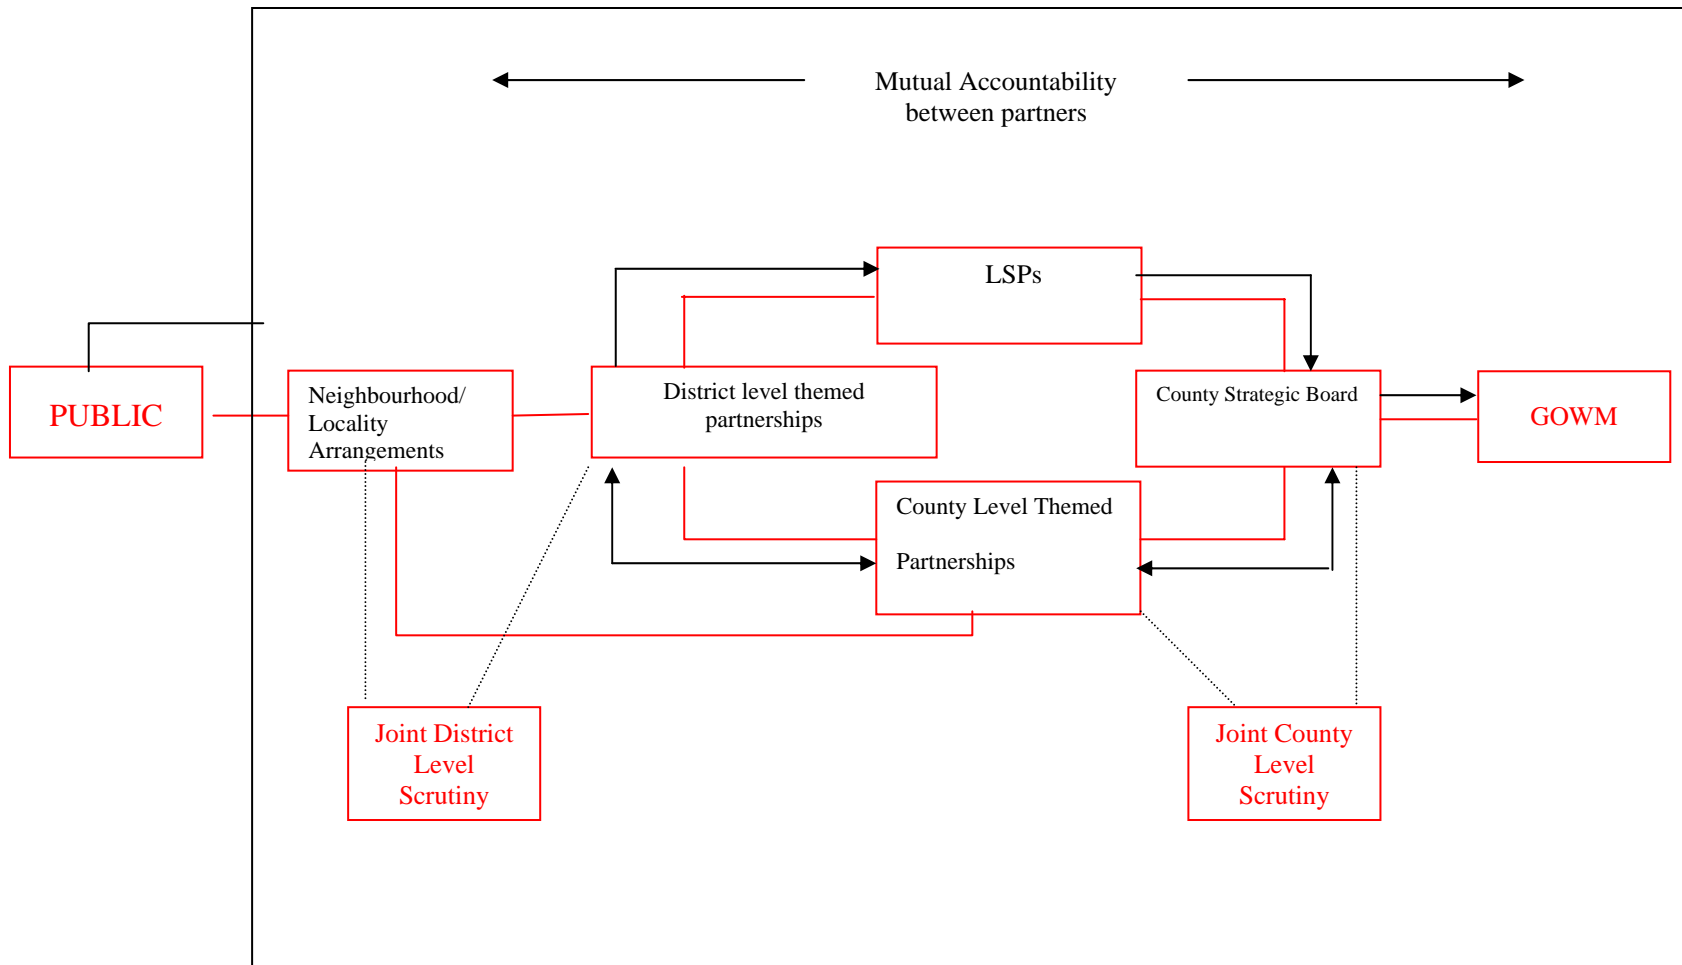 Mutual Accountability
between partners
LSPs
PUBLIC
Neighbourhood/
Locality
Arrangements
District level themed
partnerships
County Strategic Board
GOWM
County Level Themed
Partnerships
Joint District
Level
Scrutiny
Joint County
Level
Scrutiny